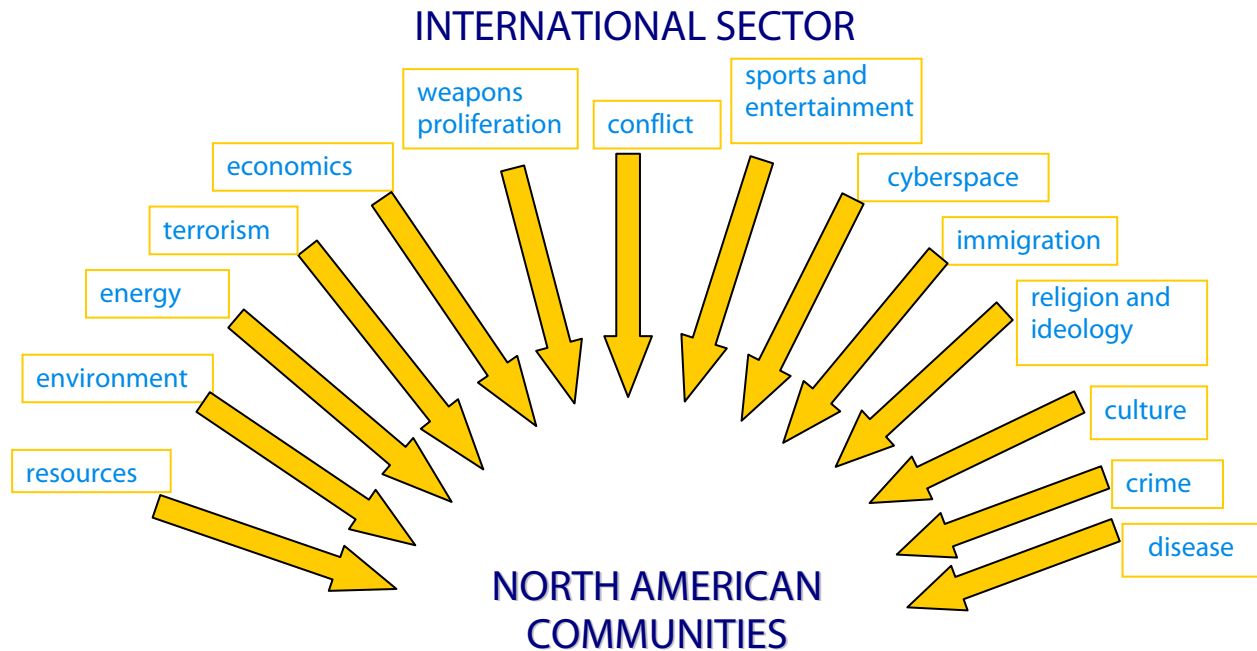 INTERNATIONAL SECTOR
weapons
proliferation
conflict
sports and
entertainment
economics
cyberspace
terrorism
immigration
energy
religion and
ideology
environment
culture
resources
crime
disease
NORTH AMERICAN
COMMUNITIES